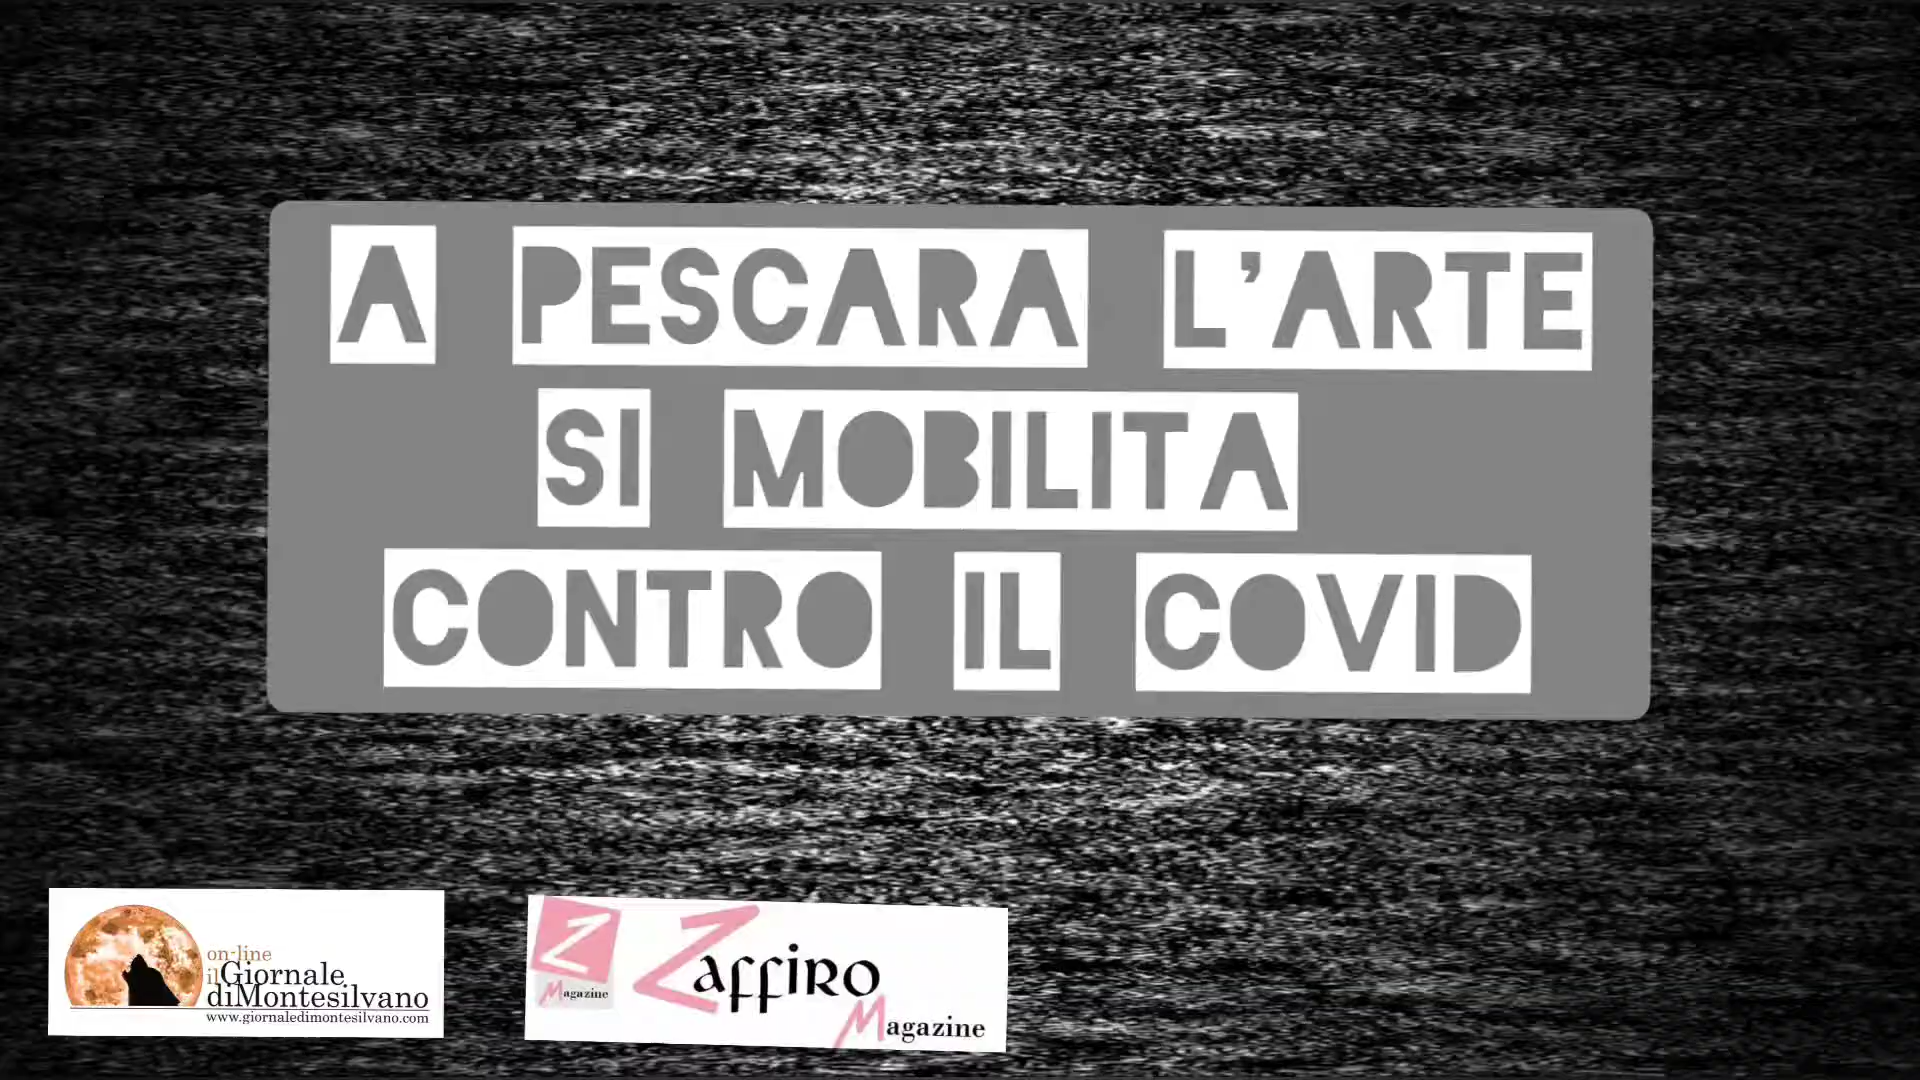 A PESCARA L'ARTE
SI MOBILITA
CONTRO IL COVID
on-line
il Giornale
diMontesilvano
www.giornaledimontesilvano.com
Z
Magazine
Zaffiro
Magazine